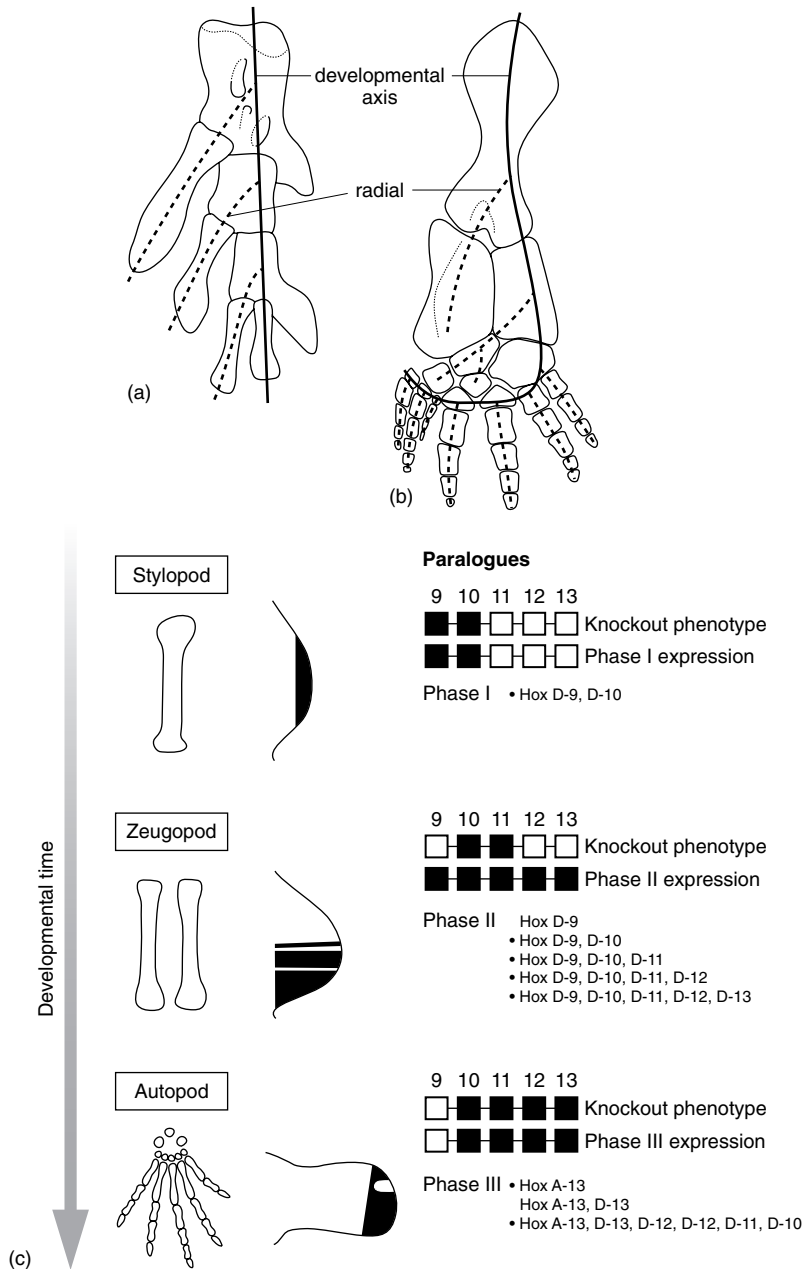 developmental
axis
radial
(a)
(b)
Stylopod
Paralogues
9 10 11 12 13
Knockout phenotype
Phase I expression
Phase I • Hox D-9, D-10
Developmental time
Zeugopod
9 10 11 12 13
Knockout phenotype
Phase II expression
Phase II Hox D-9
• Hox D-9, D-10
• Hox D-9, D-10, D-11
• Hox D-9, D-10, D-11, D-12
• Hox D-9, D-10, D-11, D-12, D-13
Autopod
9 10 11 12 13
Knockout phenotype
Phase III expression
Phase III • Hox A-13
Hox A-13, D-13
• Hox A-13, D-13, D-12, D-12, D-11, D-10
(c)